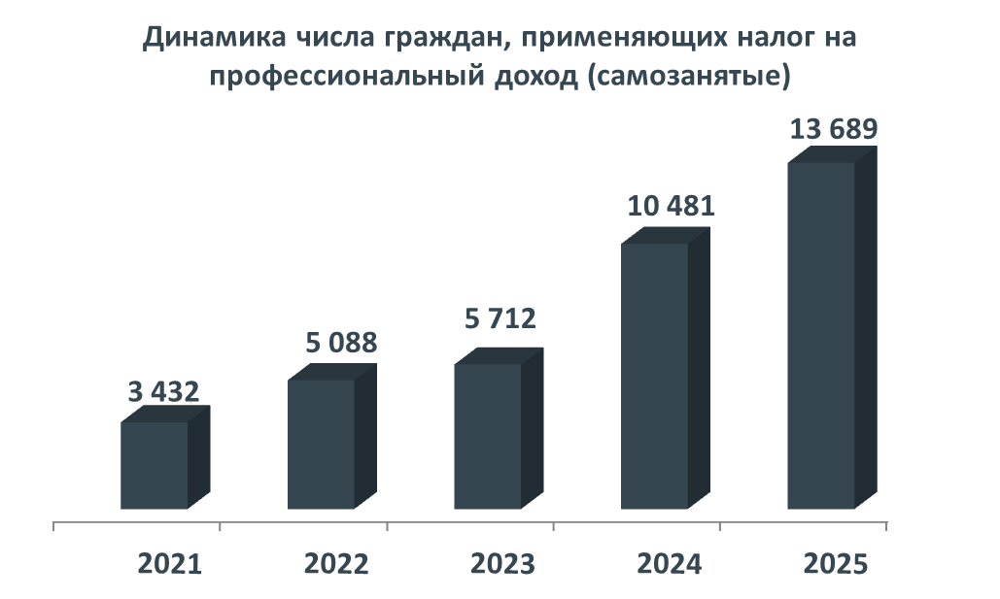 Динамика числа граждан, применяющих налог на
профессиональный доход (самозанятые)
13 689
10 481
5 712
5 088
3 432
2021 2022 2023 2024 2025